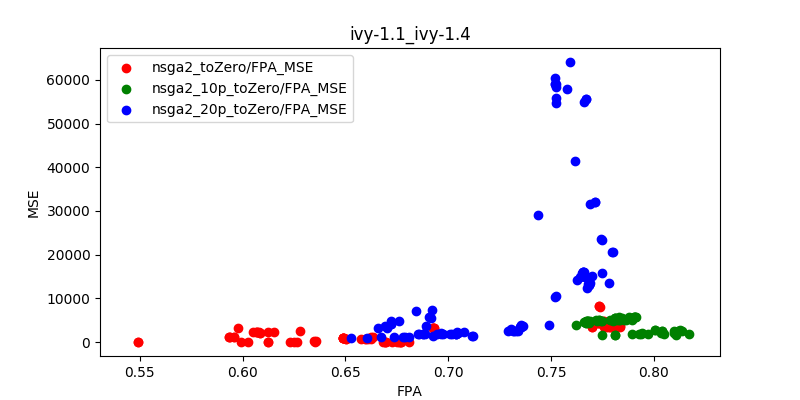 ivy-1.1_ivy-1.4
nsga2_toZero/FPA_MSE
nsga2_10p_toZero/FPA_MSE
nsga2_20p_toZero/FPA_MSE
MSE
60000
50000
40000
30000
20000
10000
0
0.55 0.60 0.65 0.70 0.75 0.80
FPA